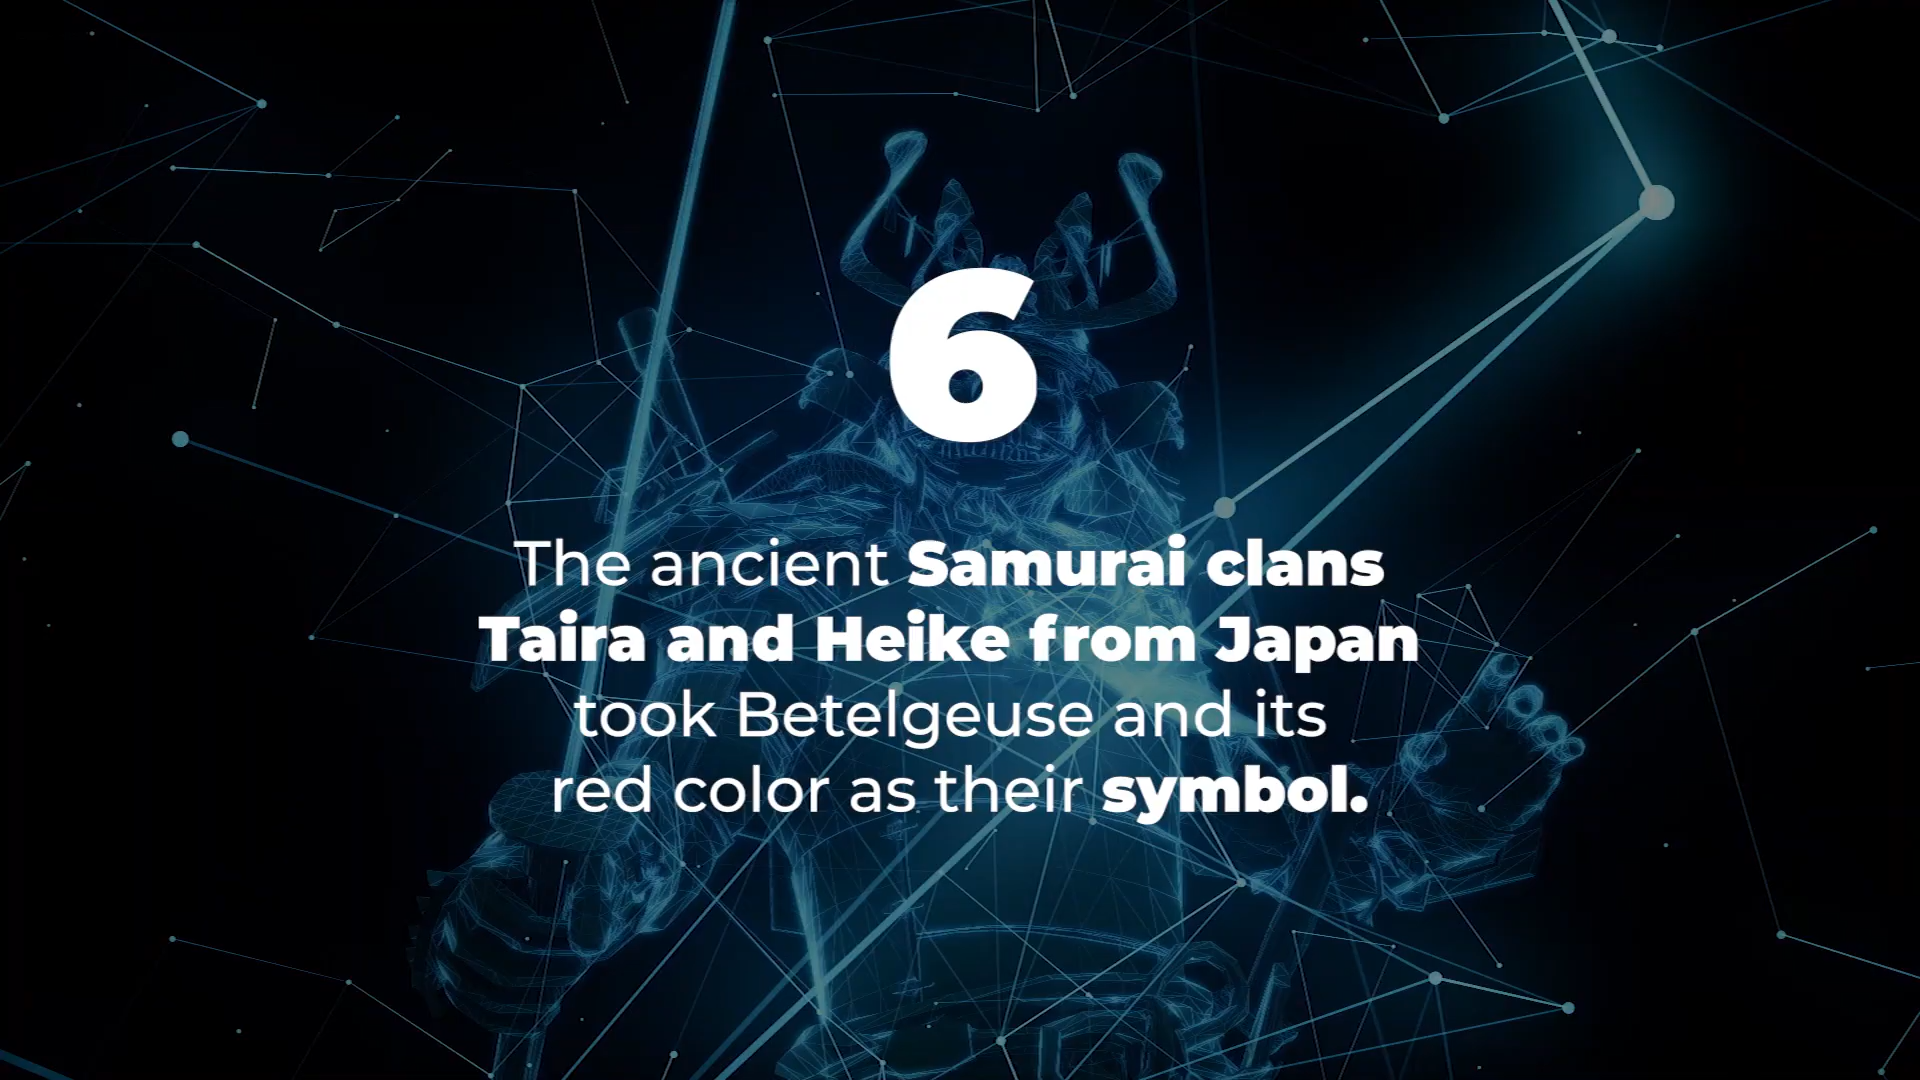 6
The ancient Samurai clans
Taira and Heike from Japan
took Betelgeuse and its
red color as their symbol.